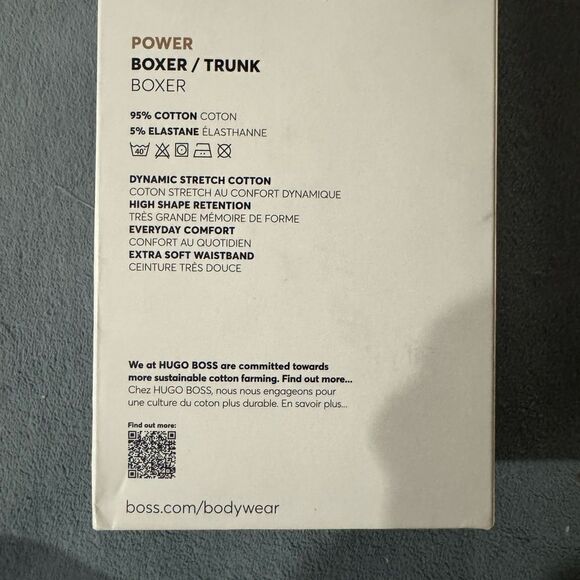 POWER
BOXER / TRUNK
BOXER
95% COTTON COTON
5% ELASTANE ÉLASTHANNE
40°
DYNAMIC STRETCH COTTON
COTON STRETCH AU CONFORT DYNAMIQUE
HIGH SHAPE RETENTION
TRÈS GRANDE MÉMOIRE DE FORME
EVERYDAY COMFORT
CONFORT AU QUOTIDIEN
EXTRA SOFT WAISTBAND
CEINTURE TRÈS DOUCE
We at HUGO BOSS are committed towards
more sustainable cotton farming. Find out more...
Chez HUGO BOSS, nous nous engageons pour
une culture du coton plus durable. En savoir plus...
Find out more:
boss.com/bodywear